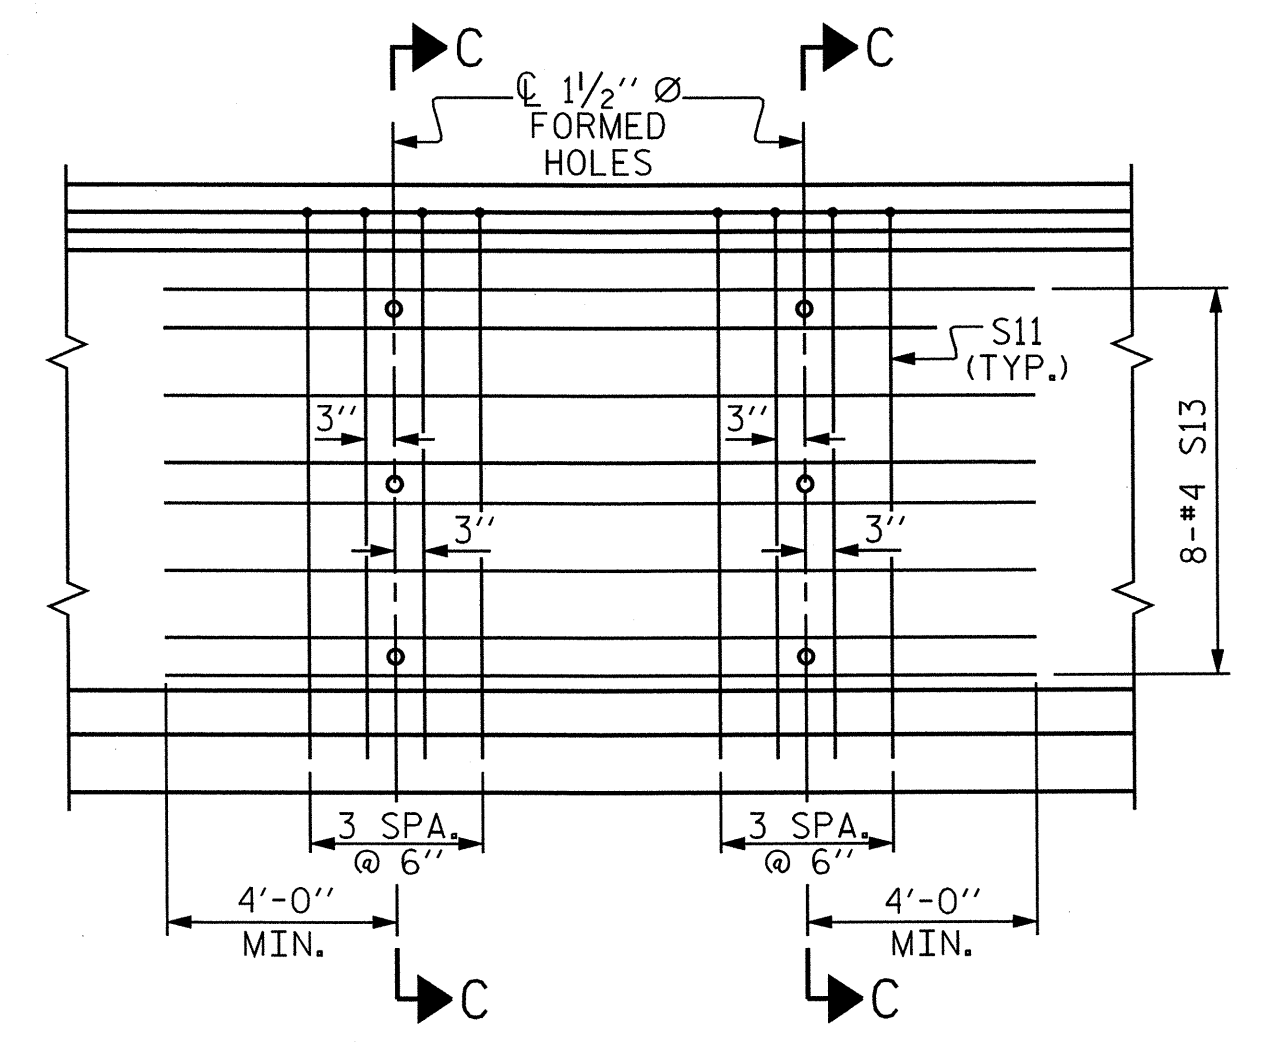 C C
℄ 1½" Ø
FORMED
HOLES
S11
(TYP.)
3" 3"
8-#4 S13
3" 3"
3 SPA. 3 SPA.
@ 6" @ 6"
4'-0" 4'-0"
MIN. MIN.
C C